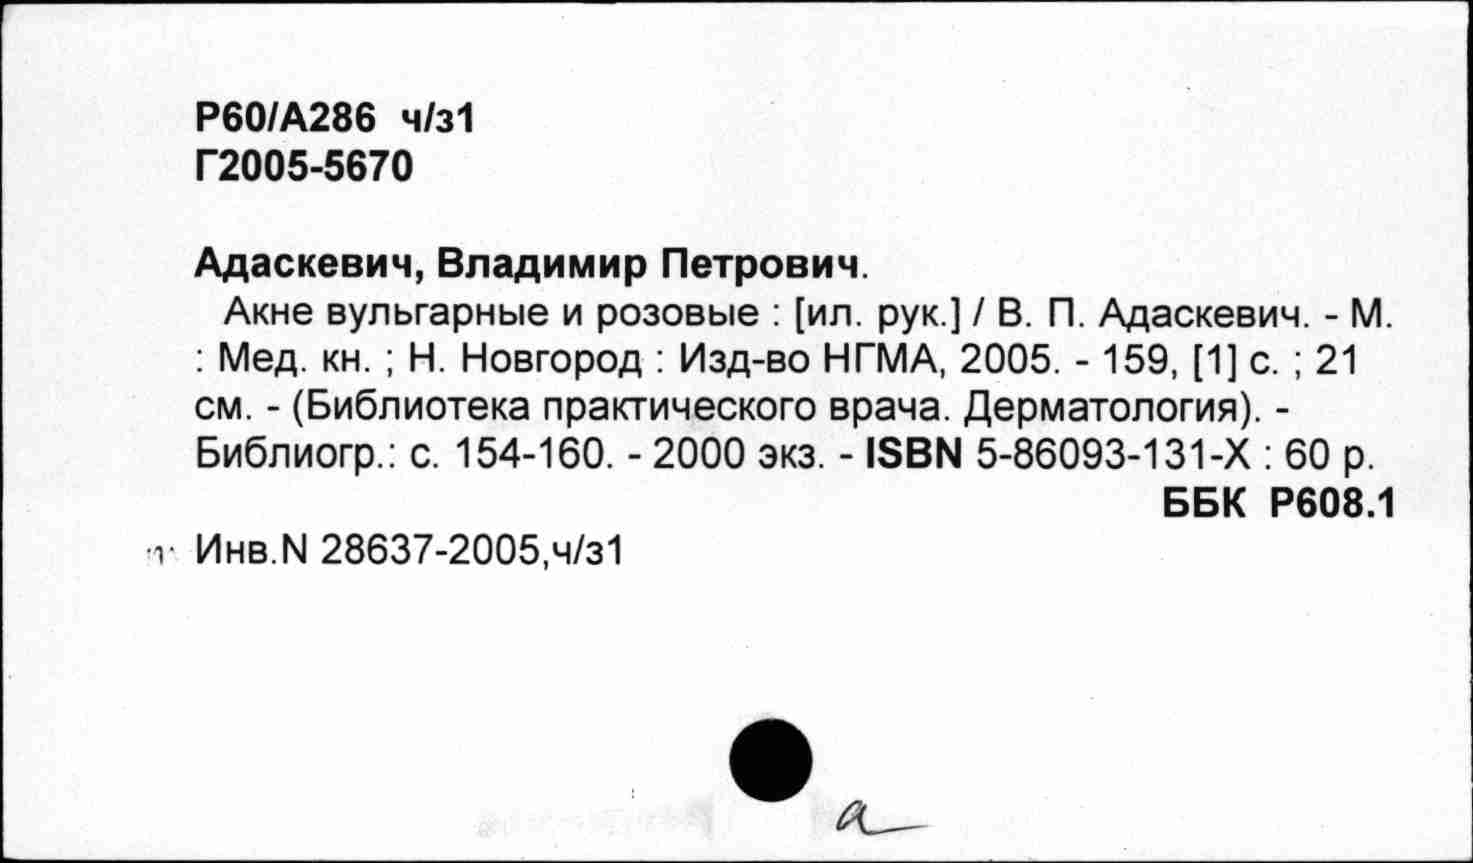 Р60/А286 ч/з1
Г2005-5670
Адаскевич, Владимир Петрович.
Акне вульгарные и розовые : [ил. рук.] / В. П. Адаскевич. - М.
: Мед. кн. ; Н. Новгород : Изд-во НГМА, 2005. - 159, [1] с. ; 21
см. - (Библиотека практического врача. Дерматология). -
Библиогр.: с. 154-160. - 2000 экз. - ISBN 5-86093-131-X : 60 р.
ББК Р608.1
Инв.N 28637-2005,ч/з1
а